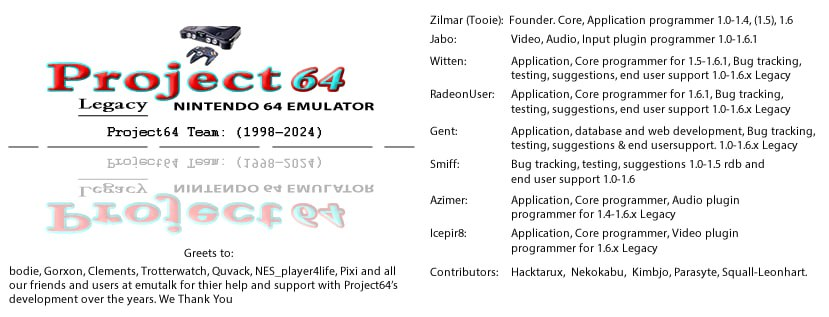 Project 64
Legacy NINTENDO 64 EMULATOR
Project64 Team: (1998-2024)
Project64 Team: (1998-2024)
Legacy NINTENDO 64 EMULATOR
Project 64
Greets to:
bodie, Gorxon, Clements, Trotterwatch, Quvack, NES_player4life, Pixi and all
our friends and users at emutalk for thier help and support with Project64's
development over the years. We Thank You
Zilmar (Tooie): Founder. Core, Application programmer 1.0-1.4, (1.5), 1.6
Jabo: Video, Audio, Input plugin programmer 1.0-1.6.1
Witten: Application, Core programmer for 1.5-1.6.1, Bug tracking,
testing, suggestions, end user support 1.0-1.6.x Legacy
RadeonUser: Application, Core programmer for 1.6.1, Bug tracking,
testing, suggestions, end user support 1.0-1.6.x Legacy
Gent: Application, database and web development, Bug tracking,
testing, suggestions & end usersupport. 1.0-1.6.x Legacy
Smiff: Bug tracking, testing, suggestions 1.0-1.5 rdb and
end user support 1.0-1.6
Azimer: Application, Core programmer, Audio plugin
programmer for 1.4-1.6.x Legacy
Icepir8: Application, Core programmer, Video plugin
programmer for 1.6.x Legacy
Contributors: Hacktarux, Nekokabu, Kimbjo, Parasyte, Squall-Leonhart.